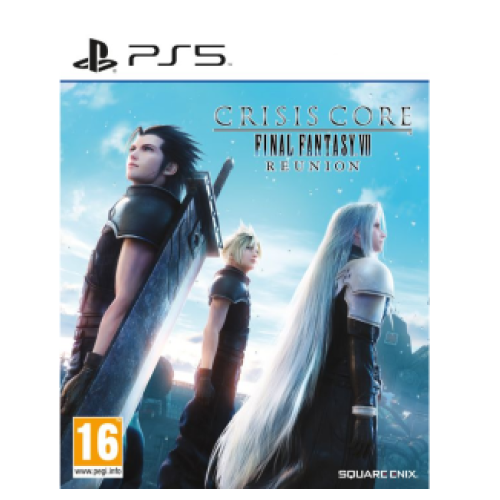 PS5
CRISIS CORE
FINAL FANTASY VII
REUNION
16
www.pegi.info
SQUARE ENIX